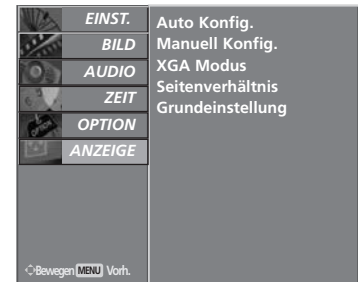 EINST.
BILD
AUDIO
ZEIT
OPTION
ANZEIGE
Auto Konfig.
Manuell Konfig.
XGA Modus
Seitenverhältnis
Grundeinstellung
Bewegen MENU Vorh.